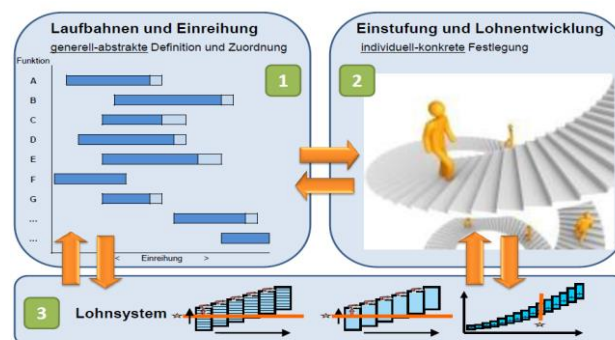 Laufbahnen und Einreihung
generell-abstrakte Definition und Zuordnung
Funktion
1
A
B
C
D
E
F
G
...
...
< Einreihung >
Einstufung und Lohnentwicklung
individuell-konkrete Festlegung
2
3 Lohnsystem